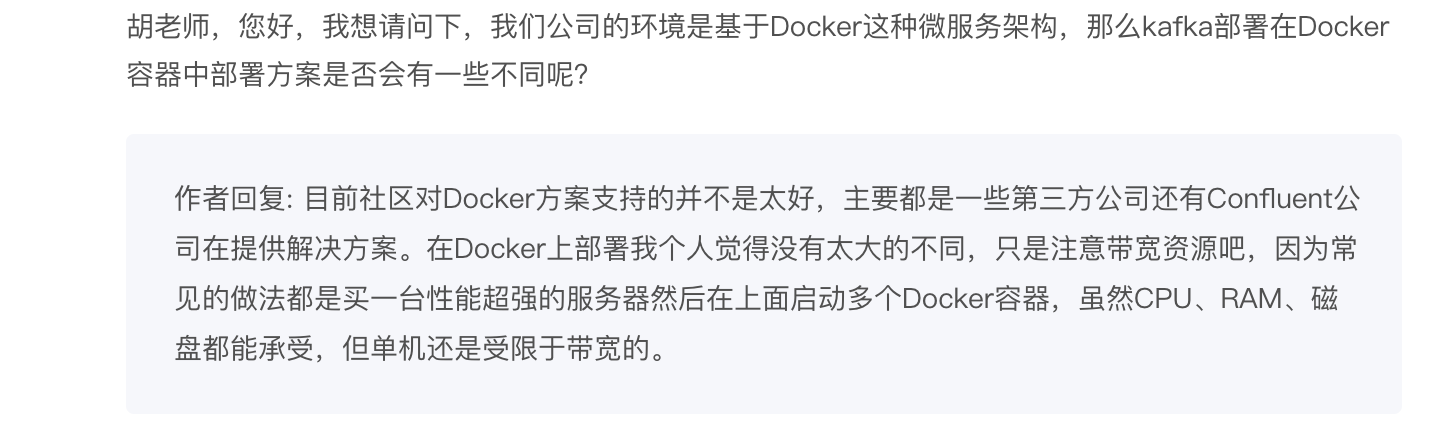 胡老师，您好，我想请问下，我们公司的环境是基于Docker这种微服务架构，那么kafka部署在Docker
容器中部署方案是否会有一些不同呢？
作者回复: 目前社区对Docker方案支持的并不是太好，主要都是一些第三方公司还有Confluent公
司在提供解决方案。在Docker上部署我个人觉得没有太大的不同，只是注意带宽资源吧，因为常
见的做法都是买一台性能超强的服务器然后在上面启动多个Docker容器，虽然CPU、RAM、磁
盘都能承受，但单机还是受限于带宽的。